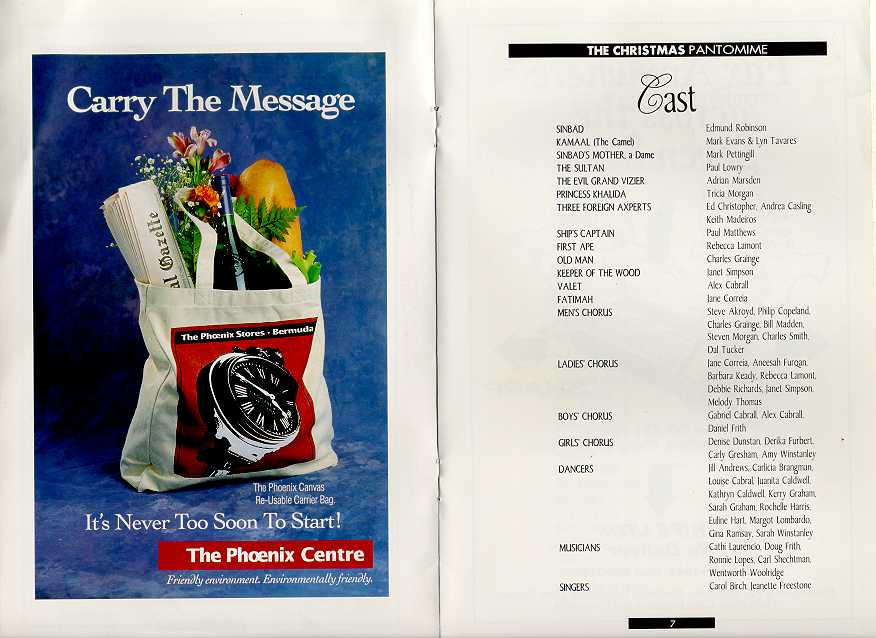 Carry The Message
al Gazette
The Phœnix Stores • Bermuda
The Phoenix Canvas
Re-Usable Carrier Bag.
It's Never Too Soon To Start!
The Phœnix Centre
Friendly environment. Environmentally friendly.
THE CHRISTMAS PANTOMIME
Cast
SINBAD Edmund Robinson
KAMAAL (The Camel) Mark Evans & Lyn Tavares
SINBAD'S MOTHER, a Dame Mark Pettingill
THE SULTAN Paul Lowry
THE EVIL GRAND VIZIER Adrian Marsden
PRINCESS KHALIDA Tricia Morgan
THREE FOREIGN AXPERTS Ed Christopher, Andrea Casling
Keith Madeiros
SHIP'S CAPTAIN Paul Matthews
FIRST APE Rebecca Lamont
OLD MAN Charles Grainge
KEEPER OF THE WOOD Janet Simpson
VALET Alex Cabrall
FATIMAH Jane Correia
MEN'S CHORUS Steve Akroyd, Philip Copeland,
Charles Grainge, Bill Madden,
Steven Morgan, Charles Smith,
Dal Tucker
LADIES' CHORUS Jane Correia, Aneesah Furqan,
Barbara Keady, Rebecca Lamont,
Debbie Richards, Janet Simpson,
Melody Thomas
BOYS' CHORUS Gabriel Cabrall, Alex Cabrall,
Daniel Frith
GIRLS' CHORUS Denise Dunstan, Derika Furbert,
Carly Gresham, Amy Winstanley
DANCERS Jill Andrews, Carlicia Brangman,
Louise Cabral, Juanita Caldwell,
Kathryn Caldwell, Kerry Graham,
Sarah Graham, Rochelle Harris,
Euline Hart, Margot Lombardo,
Gina Ramsay, Sarah Winstanley
MUSICIANS Cathi Laurencio, Doug Frith,
Ronnie Lopes, Carl Shechtman,
Wentworth Woolridge
SINGERS Carol Birch, Jeanette Freestone
7